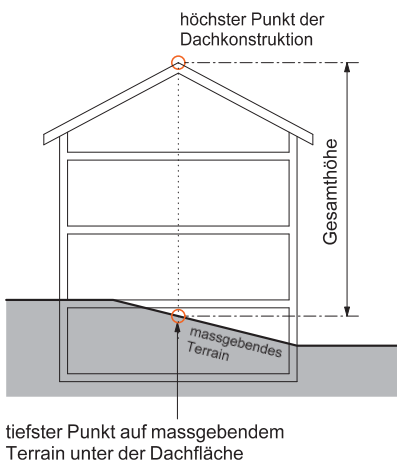 höchster Punkt der
Dachkonstruktion
Gesamthöhe
massgebendes
Terrain
tiefster Punkt auf massgebendem
Terrain unter der Dachfläche